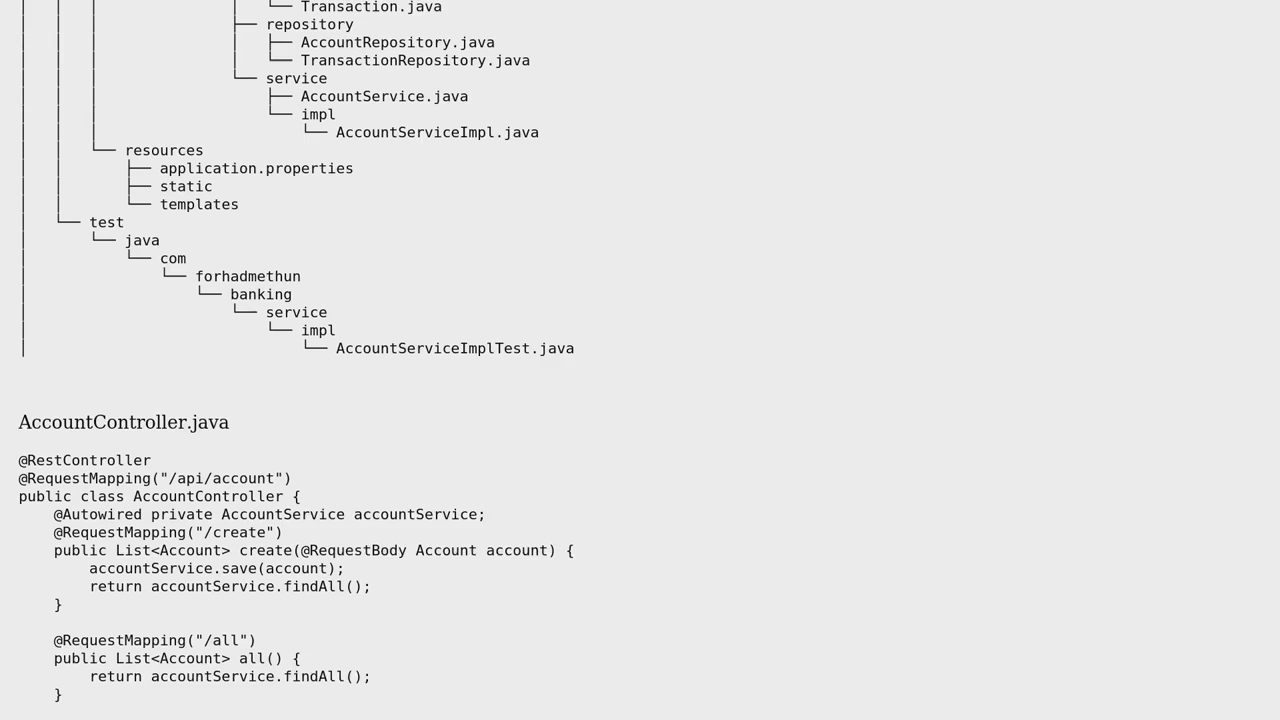 │   │   │               │   └── Transaction.java
│   │   │               ├── repository
│   │   │               │   ├── AccountRepository.java
│   │   │               │   └── TransactionRepository.java
│   │   │               └── service
│   │   │                   ├── AccountService.java
│   │   │                   └── impl
│   │   │                       └── AccountServiceImpl.java
│   │   └── resources
│   │       ├── application.properties
│   │       ├── static
│   │       └── templates
│   └── test
│       └── java
│           └── com
│               └── forhadmethun
│                   └── banking
│                       └── service
│                           └── impl
│                               └── AccountServiceImplTest.java
AccountController.java
@RestController
@RequestMapping("/api/account")
public class AccountController {
    @Autowired private AccountService accountService;
    @RequestMapping("/create")
    public List<Account> create(@RequestBody Account account) {
        accountService.save(account);
        return accountService.findAll();
    }
    @RequestMapping("/all")
    public List<Account> all() {
        return accountService.findAll();
    }